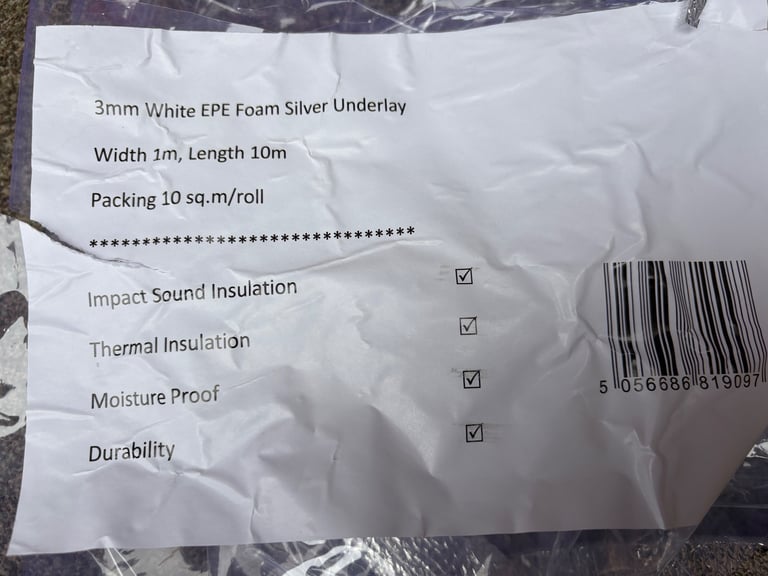 3mm White EPE Foam Silver Underlay
Width 1m, Length 10m
Packing 10 sq.m/roll
*******************************
Impact Sound Insulation ☑
Thermal Insulation ☑
Moisture Proof ☑
Durability ☑
5 056686 819097